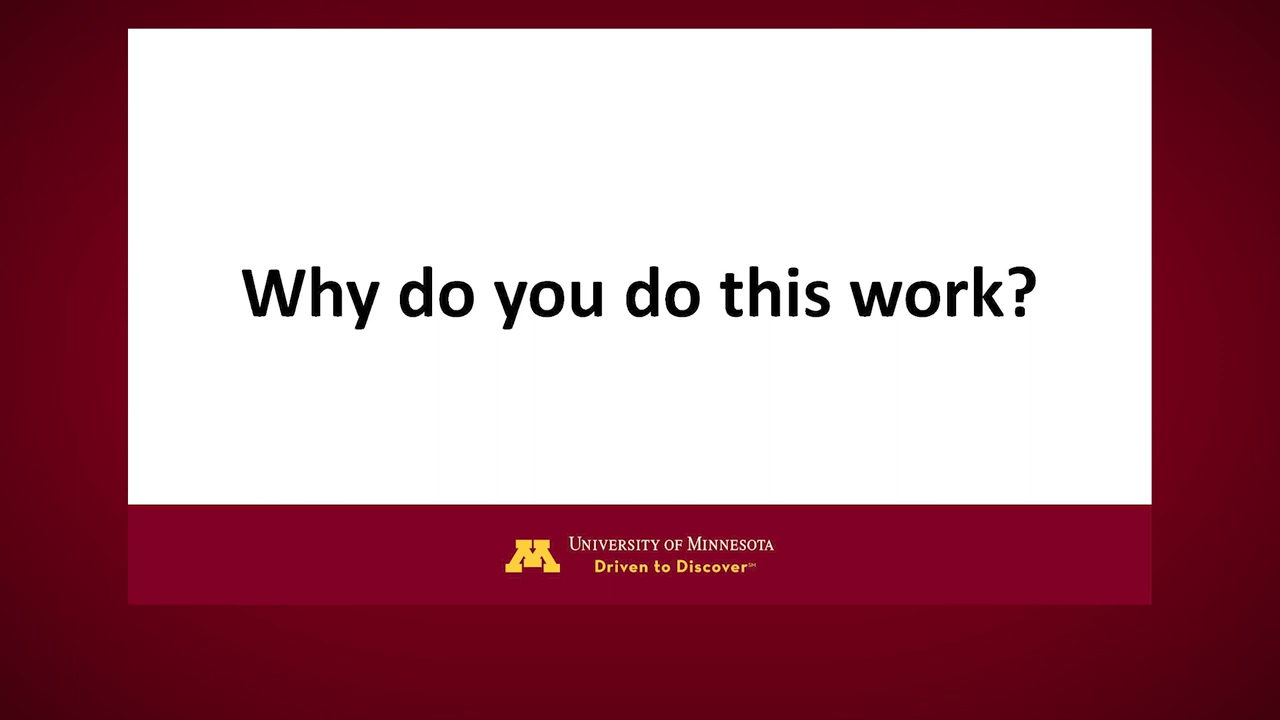 Why do you do this work?
UNIVERSITY OF MINNESOTA
Driven to Discover℠